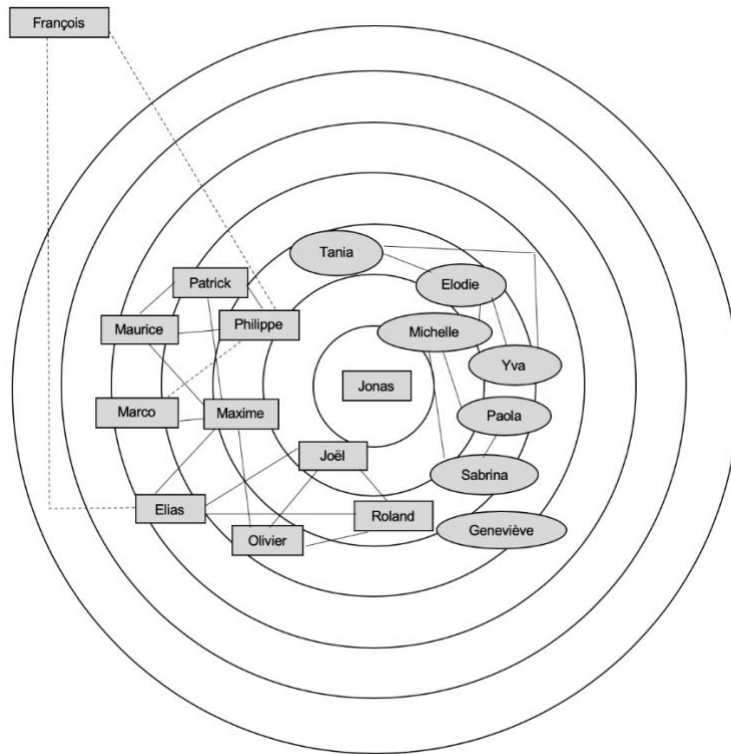 François
Tania
Patrick
Elodie
Maurice
Philippe
Michelle
Yva
Jonas
Marco
Maxime
Paola
Joël
Sabrina
Elias
Roland
Olivier
Geneviève